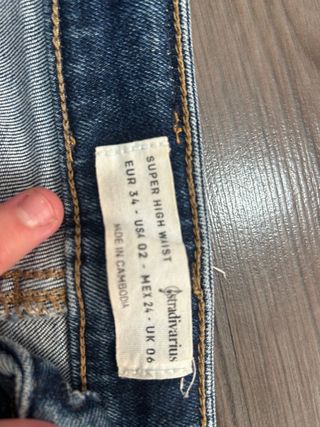 stradivarius
SUPER HIGH WAIST
EUR 34 - USA 02 - MEX 24 - UK 06
MADE IN CAMBODIA